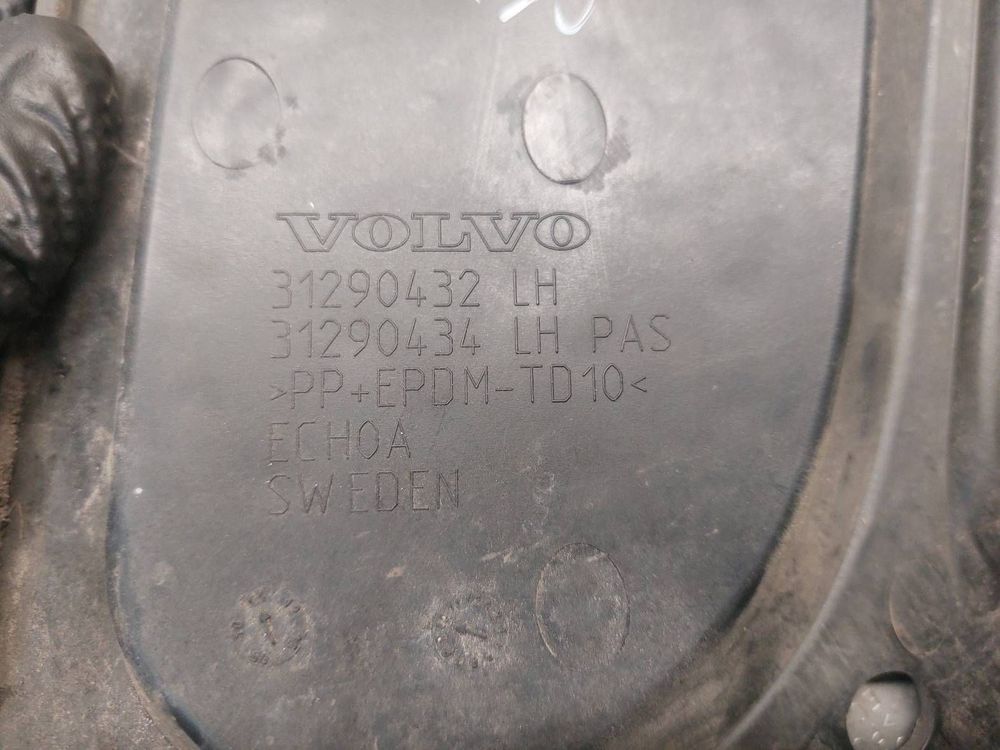 VOLVO
31290432 LH
31290434 LH PAS
>PP+EPDM-TD10<
ECHOA
SWEDEN